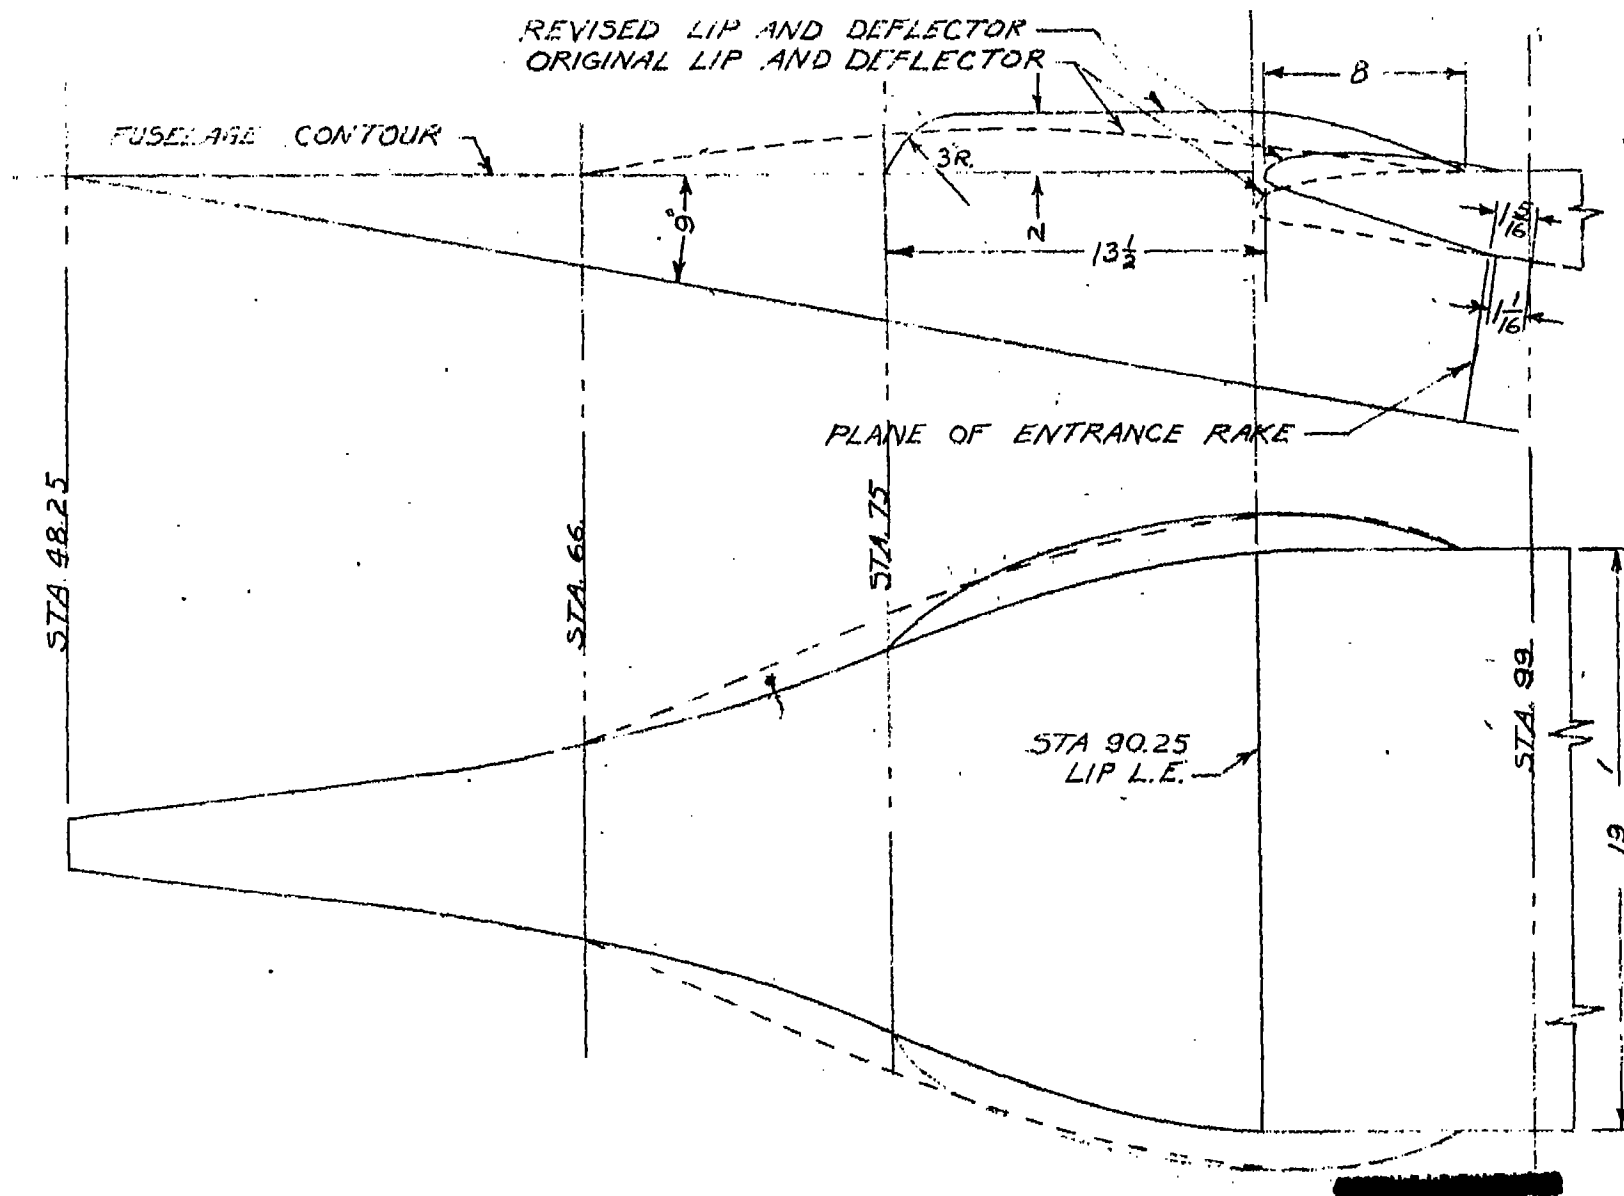 REVISED LIP AND DEFLECTOR
ORIGINAL LIP AND DEFLECTOR
8
FUSELAGE CONTOUR
3R.
9°
2
13 1/2
1 5/16
1 1/16
PLANE OF ENTRANCE RAKE
STA. 48.25
STA. 66.
STA. 75
STA. 99
STA 90.25
LIP L.E.
19